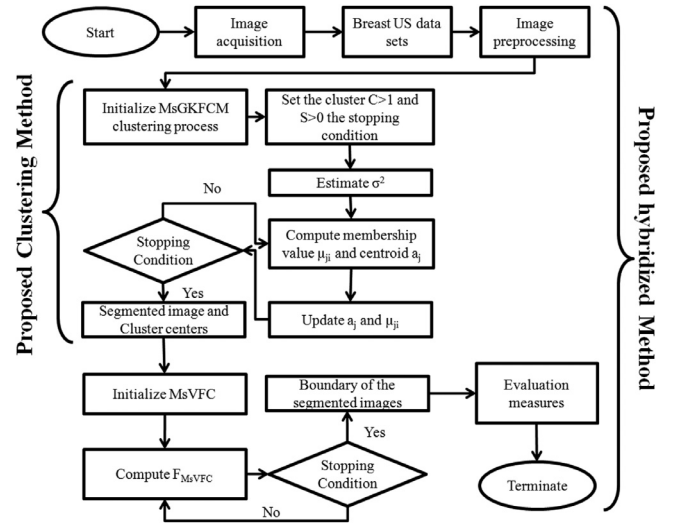 Start
Image
acquisition
Breast US data
sets
Image
preprocessing
Proposed Clustering Method
Proposed hybridized Method
Initialize MsGKFCM
clustering process
Set the cluster C>1 and
S>0 the stopping
condition
Estimate σ²
No
Compute membership
value μji and centroid aj
Stopping
Condition
Yes
Update aj and μji
Segmented image and
Cluster centers
Initialize MsVFC
Boundary of the
segmented images
Evaluation
measures
Yes
Compute FMsVFC
Stopping
Condition
No
Terminate